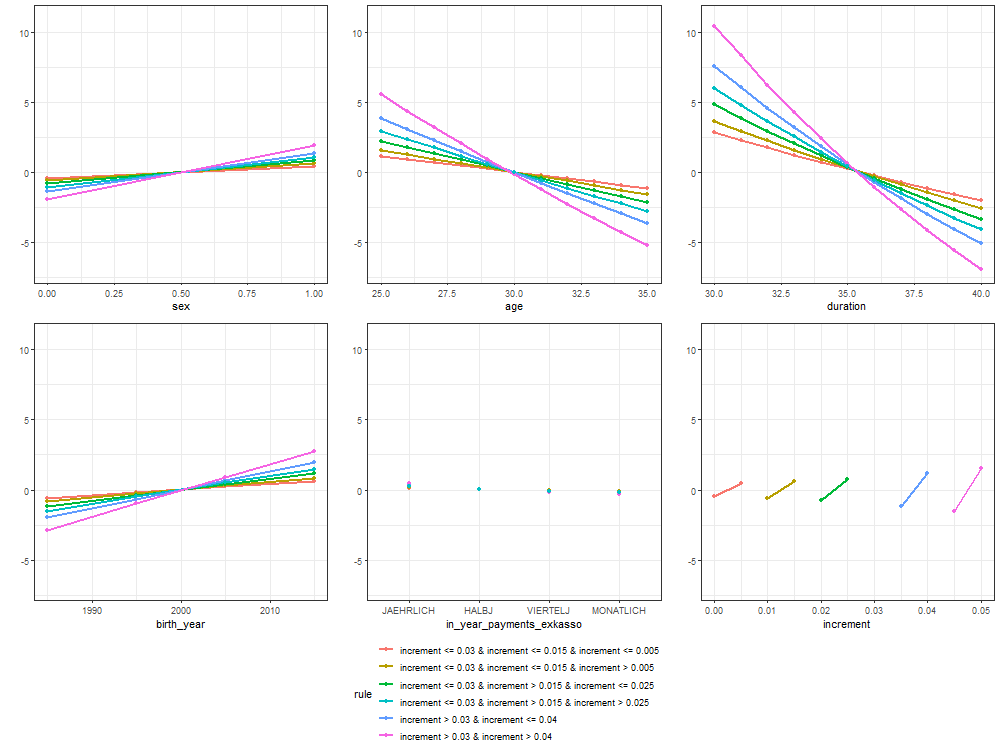 10
5
0
-5
0.00 0.25 0.50 0.75 1.00
sex
10
5
0
-5
25.0 27.5 30.0 32.5 35.0
age
10
5
0
-5
30.0 32.5 35.0 37.5 40.0
duration
10
5
0
-5
1990 2000 2010
birth_year
10
5
0
-5
JAEHRLICH HALBJ VIERTELJ MONATLICH
in_year_payments_exkasso
10
5
0
-5
0.00 0.01 0.02 0.03 0.04 0.05
increment
rule
increment <= 0.03 & increment <= 0.015 & increment <= 0.005
increment <= 0.03 & increment <= 0.015 & increment > 0.005
increment <= 0.03 & increment > 0.015 & increment <= 0.025
increment <= 0.03 & increment > 0.015 & increment > 0.025
increment > 0.03 & increment <= 0.04
increment > 0.03 & increment > 0.04